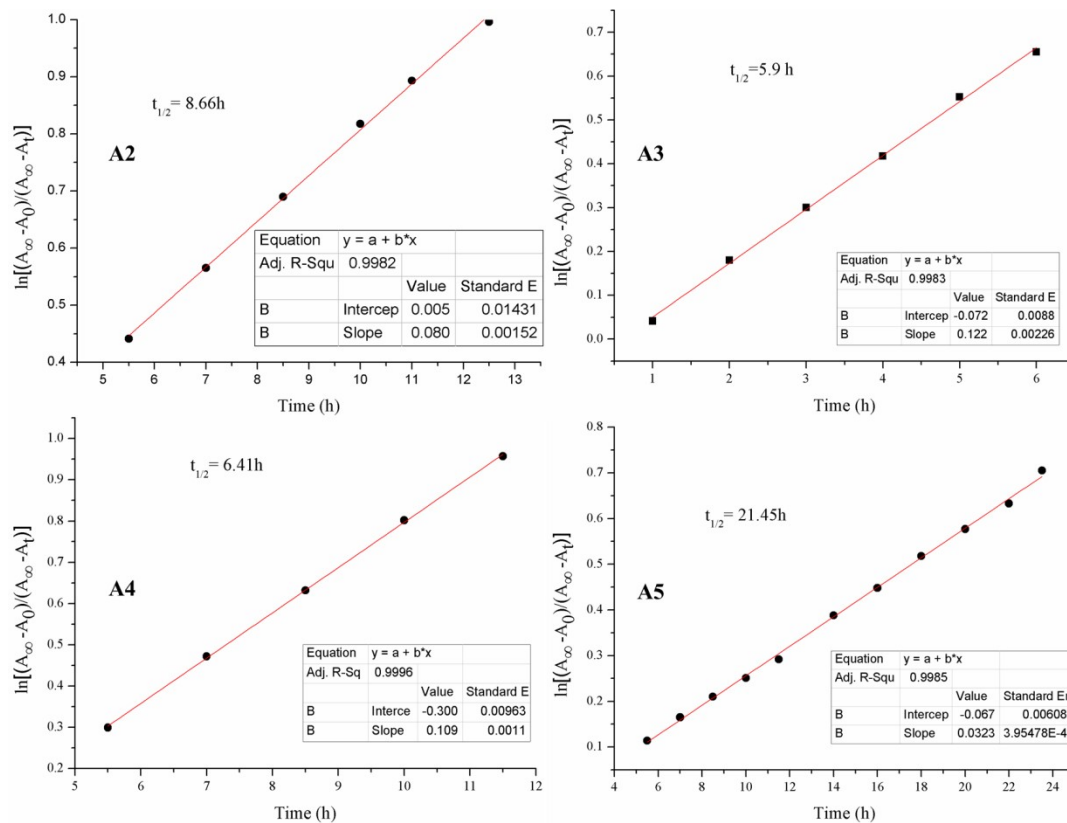 ln[(A∞ -A0)/(A∞ -At)]
1.0
0.9
0.8
0.7
0.6
0.5
0.4
t1/2= 8.66h
A2
Equation y = a + b*x
Adj. R-Squ 0.9982
Value Standard E
B Intercep 0.005 0.01431
B Slope 0.080 0.00152
5 6 7 8 9 10 11 12 13
Time (h)
ln[(A∞ -A0)/(A∞ -At)]
0.7
0.6
0.5
0.4
0.3
0.2
0.1
0.0
t1/2=5.9 h
A3
Equation y = a + b*x
Adj. R-Squ 0.9983
Value Standard E
B Intercep -0.072 0.0088
B Slope 0.122 0.00226
1 2 3 4 5 6
Time (h)
ln[(A∞ -A0)/(A∞ -At)]
1.0
0.9
0.8
0.7
0.6
0.5
0.4
0.3
0.2
t1/2= 6.41h
A4
Equation y = a + b*x
Adj. R-Sq 0.9996
Value Standard E
B Interce -0.300 0.00963
B Slope 0.109 0.0011
5 6 7 8 9 10 11 12
Time (h)
ln[(A∞ -A0)/(A∞ -At)]
0.8
0.7
0.6
0.5
0.4
0.3
0.2
0.1
t1/2= 21.45h
A5
Equation y = a + b*x
Adj. R-Squ 0.9985
Value Standard Er
B Intercep -0.067 0.00608
B Slope 0.0323 3.95478E-4
4 6 8 10 12 14 16 18 20 22 24
Time (h)